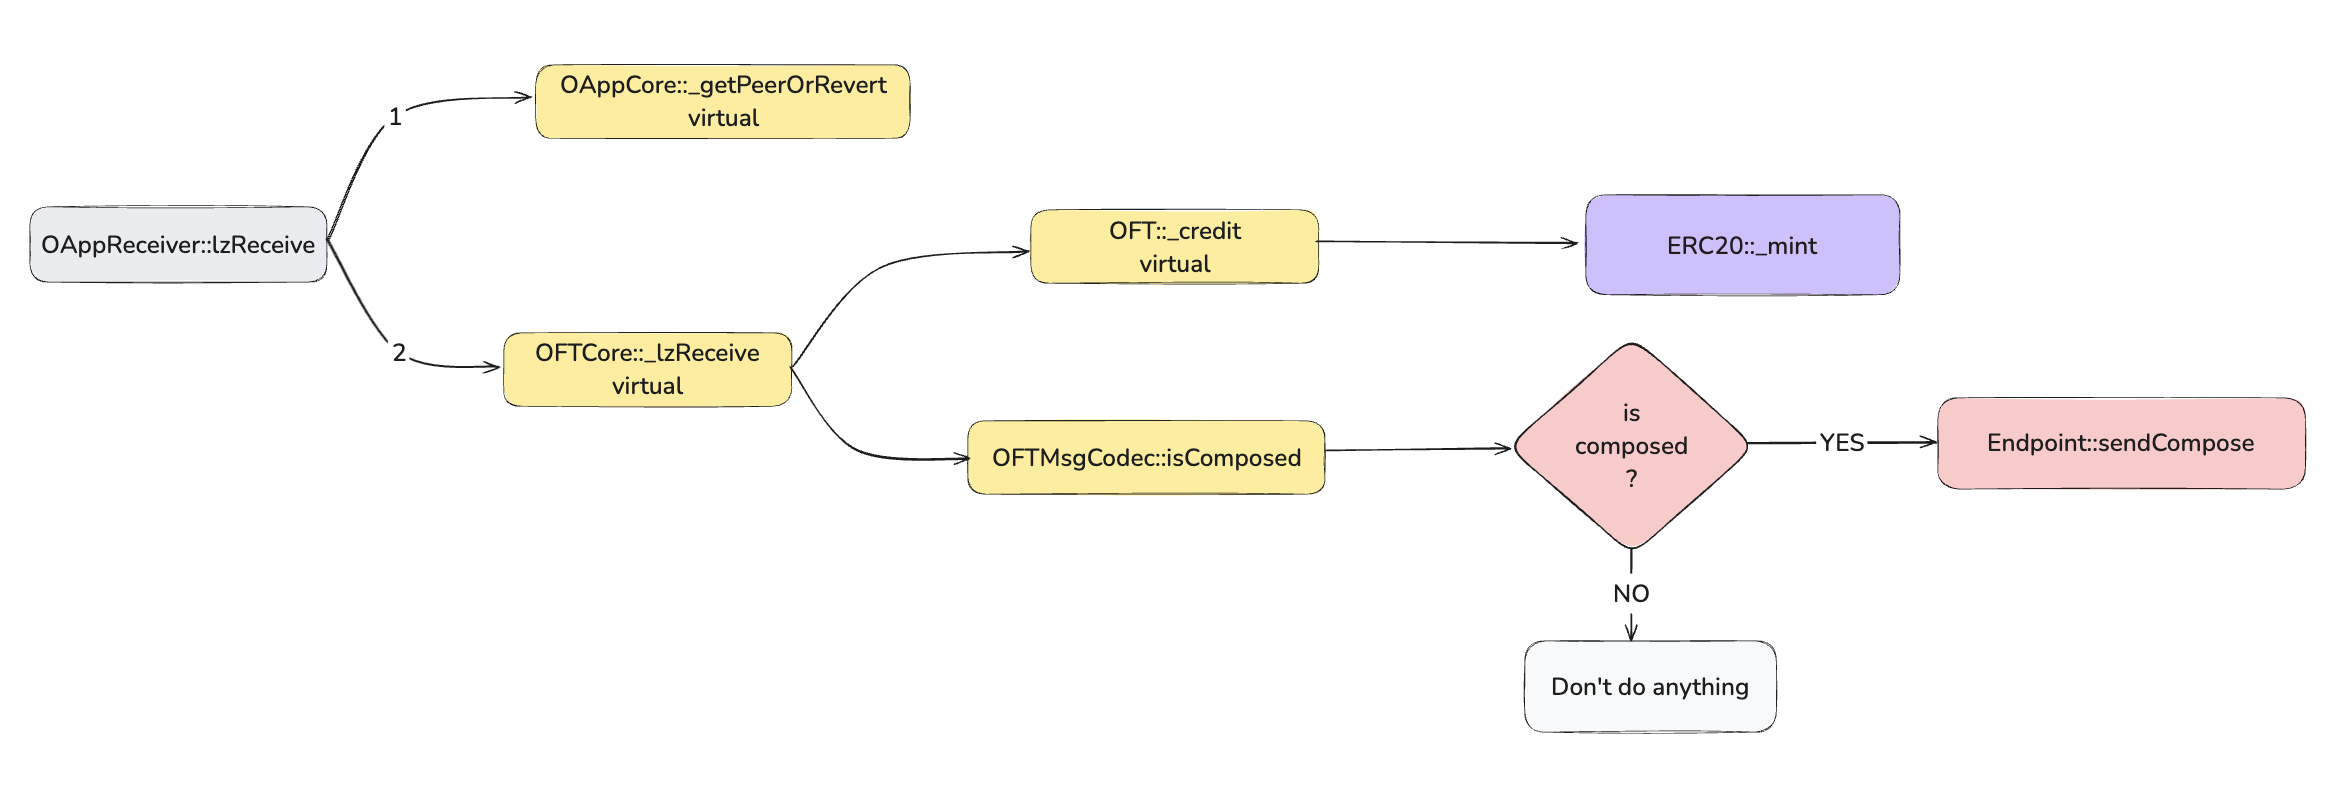 OAppCore::_getPeerOrRevert
virtual
1
OAppReceiver::lzReceive
OFT::_credit
virtual
ERC20::_mint
2
OFTCore::_lzReceive
virtual
OFTMsgCodec::isComposed
is
composed
?
YES
Endpoint::sendCompose
NO
Don't do anything